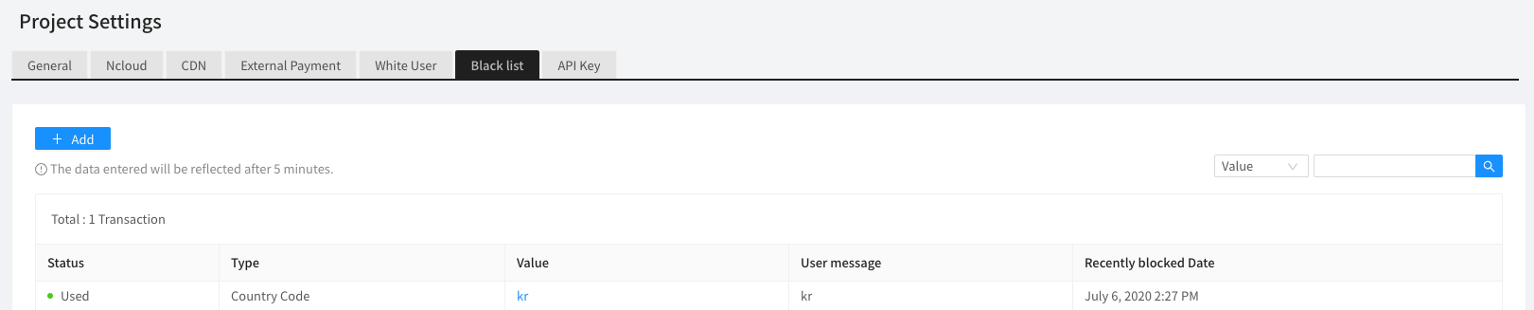 Project Settings
General Ncloud CDN External Payment White User Black list API Key
+ Add
The data entered will be reflected after 5 minutes.
Value
Total : 1 Transaction
Status Type Value User message Recently blocked Date
Used Country Code kr kr July 6, 2020 2:27 PM